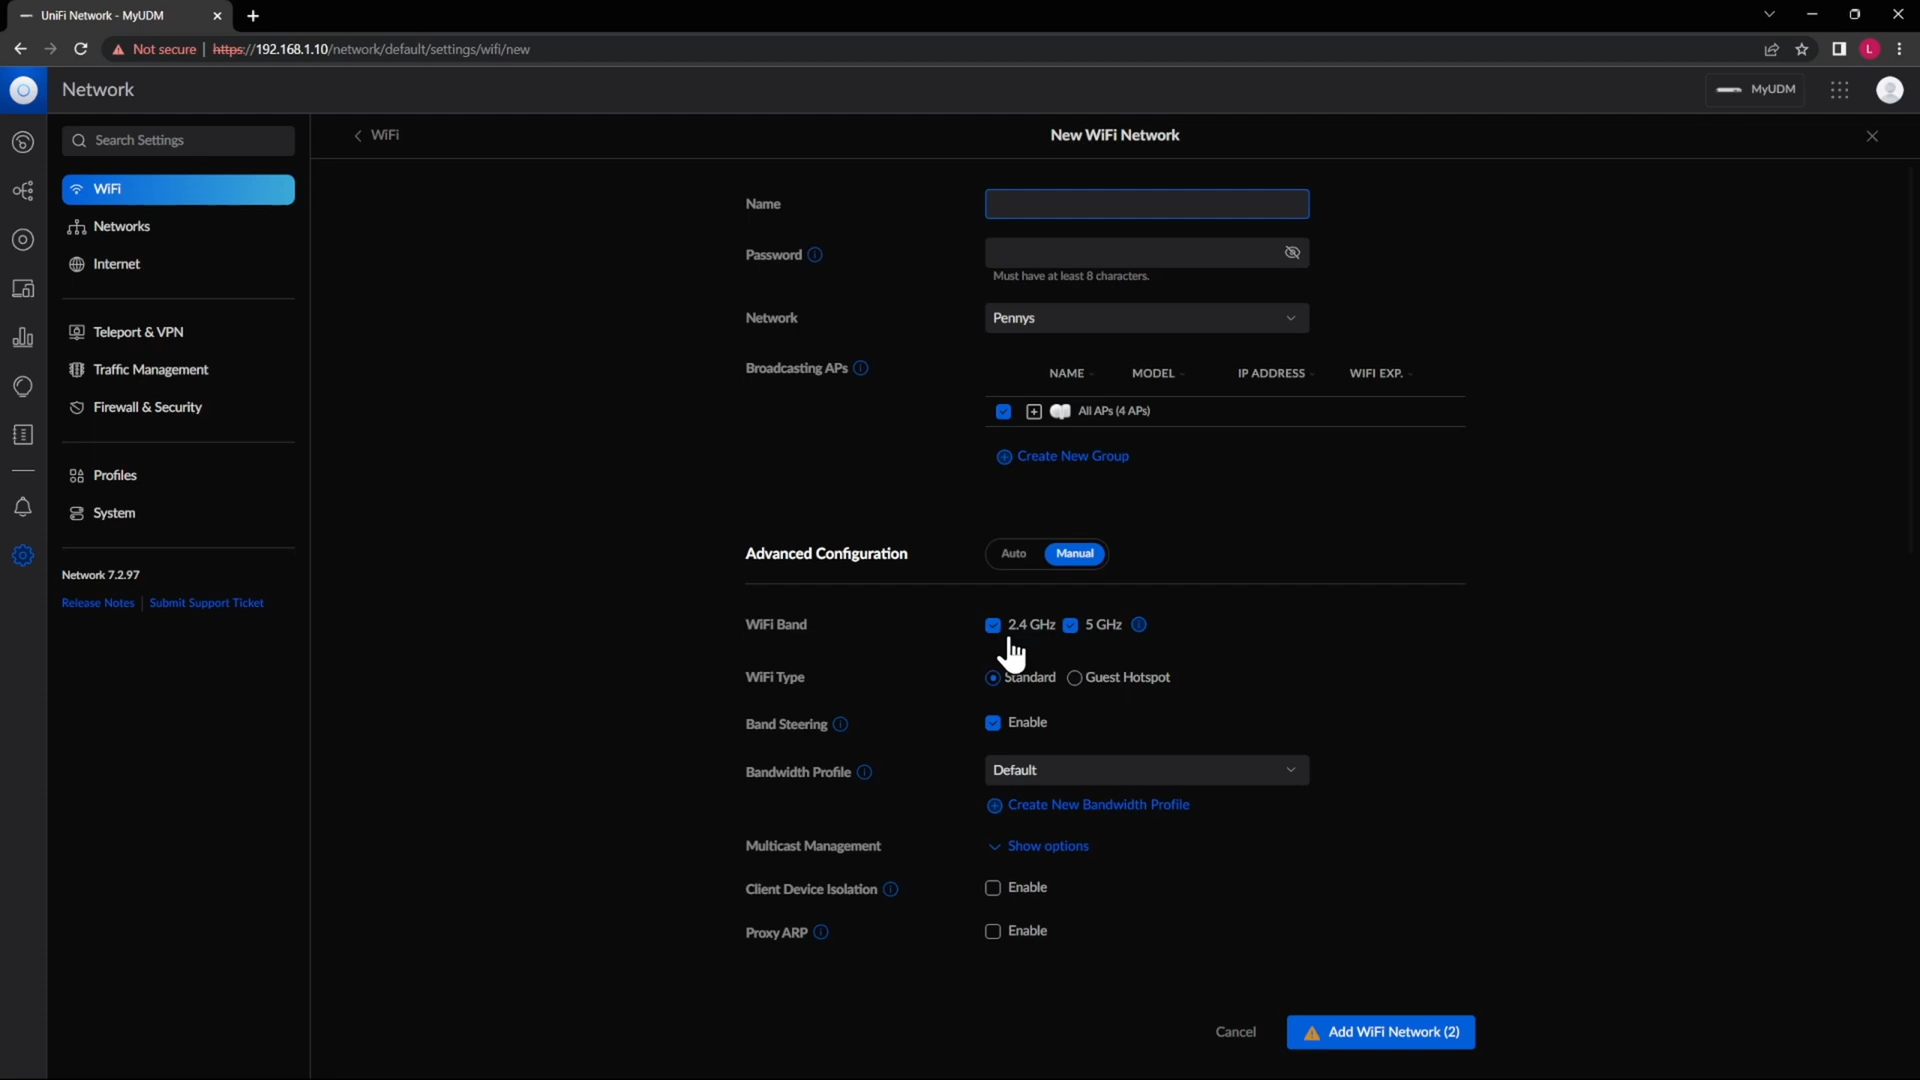 UniFi Network - MyUDM
Not secure | https://192.168.1.10/network/default/settings/wifi/new
L
Network
MyUDM
Search Settings
WiFi
Networks
Internet
Teleport & VPN
Traffic Management
Firewall & Security
Profiles
System
Network 7.2.97
Release Notes | Submit Support Ticket
WiFi
New WiFi Network
Name
Password
Must have at least 8 characters.
Network
Pennys
Broadcasting APs
NAME MODEL IP ADDRESS WIFI EXP.
All APs (4 APs)
Create New Group
Advanced Configuration
Auto Manual
WiFi Band
2.4 GHz 5 GHz
WiFi Type
Standard Guest Hotspot
Band Steering
Enable
Bandwidth Profile
Default
Create New Bandwidth Profile
Multicast Management
Show options
Client Device Isolation
Enable
Proxy ARP
Enable
Cancel
Add WiFi Network (2)